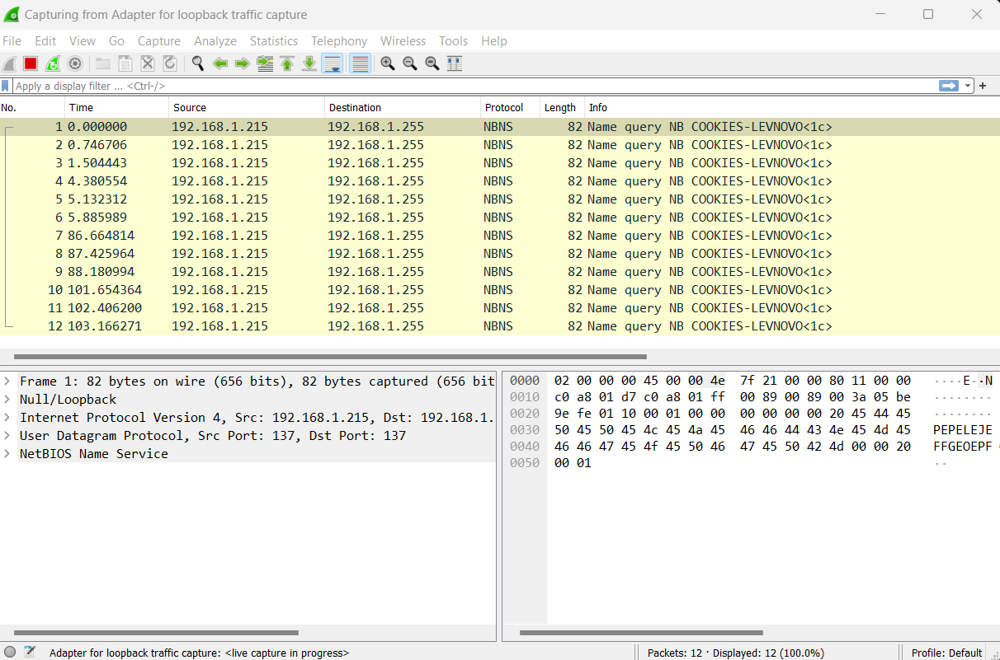 Capturing from Adapter for loopback traffic capture
File Edit View Go Capture Analyze Statistics Telephony Wireless Tools Help
Apply a display filter ... <Ctrl-/>
No. Time Source Destination Protocol Length Info
1 0.000000 192.168.1.215 192.168.1.255 NBNS 82 Name query NB COOKIES-LEVNOVO<1c>
2 0.746706 192.168.1.215 192.168.1.255 NBNS 82 Name query NB COOKIES-LEVNOVO<1c>
3 1.504443 192.168.1.215 192.168.1.255 NBNS 82 Name query NB COOKIES-LEVNOVO<1c>
4 4.380554 192.168.1.215 192.168.1.255 NBNS 82 Name query NB COOKIES-LEVNOVO<1c>
5 5.132312 192.168.1.215 192.168.1.255 NBNS 82 Name query NB COOKIES-LEVNOVO<1c>
6 5.885989 192.168.1.215 192.168.1.255 NBNS 82 Name query NB COOKIES-LEVNOVO<1c>
7 86.664814 192.168.1.215 192.168.1.255 NBNS 82 Name query NB COOKIES-LEVNOVO<1c>
8 87.425964 192.168.1.215 192.168.1.255 NBNS 82 Name query NB COOKIES-LEVNOVO<1c>
9 88.180994 192.168.1.215 192.168.1.255 NBNS 82 Name query NB COOKIES-LEVNOVO<1c>
10 101.654364 192.168.1.215 192.168.1.255 NBNS 82 Name query NB COOKIES-LEVNOVO<1c>
11 102.406200 192.168.1.215 192.168.1.255 NBNS 82 Name query NB COOKIES-LEVNOVO<1c>
12 103.166271 192.168.1.215 192.168.1.255 NBNS 82 Name query NB COOKIES-LEVNOVO<1c>
Frame 1: 82 bytes on wire (656 bits), 82 bytes captured (656 bit
Null/Loopback
Internet Protocol Version 4, Src: 192.168.1.215, Dst: 192.168.1.
User Datagram Protocol, Src Port: 137, Dst Port: 137
NetBIOS Name Service
0000 02 00 00 00 45 00 00 4e 7f 21 00 00 80 11 00 00 ····E··N
0010 c0 a8 01 d7 c0 a8 01 ff 00 89 00 89 00 3a 05 be ········
0020 9e fe 01 10 00 01 00 00 00 00 00 00 20 45 44 45 ········
0030 50 45 50 45 4c 45 4a 45 46 46 44 43 4e 45 4d 45 PEPELEJE
0040 46 46 47 45 4f 45 50 46 47 45 50 42 4d 00 00 20 FFGEOEPF
0050 00 01 ··
Adapter for loopback traffic capture: <live capture in progress>
Packets: 12 · Displayed: 12 (100.0%)
Profile: Default